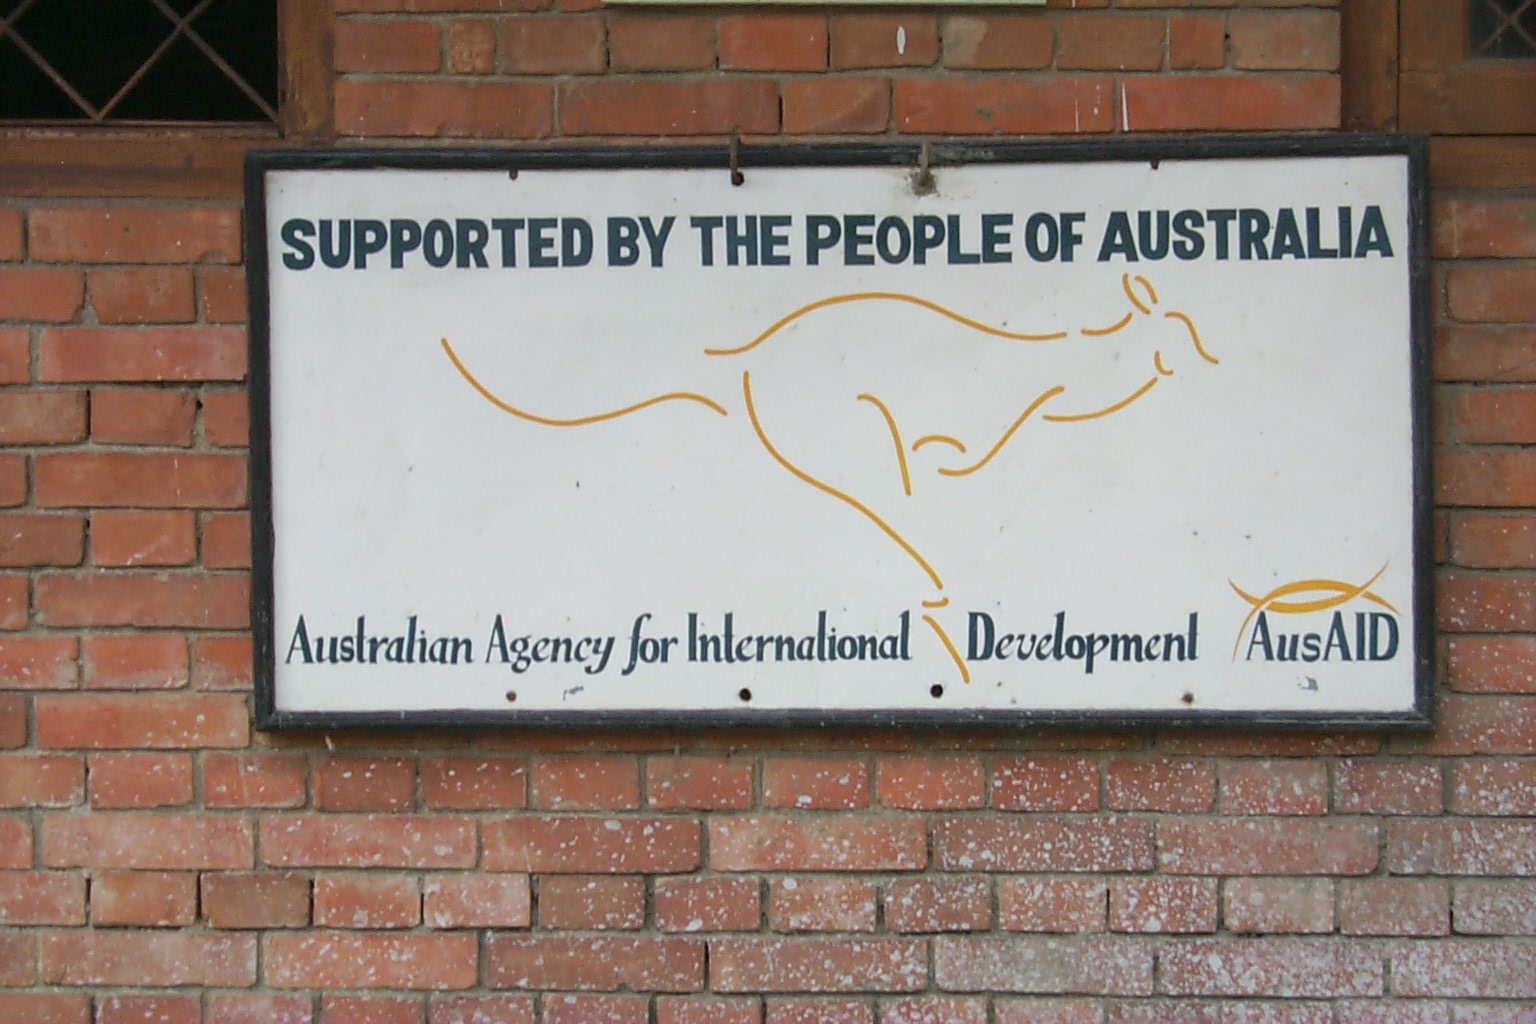 SUPPORTED BY THE PEOPLE OF AUSTRALIA
Australian Agency for International Development AusAID